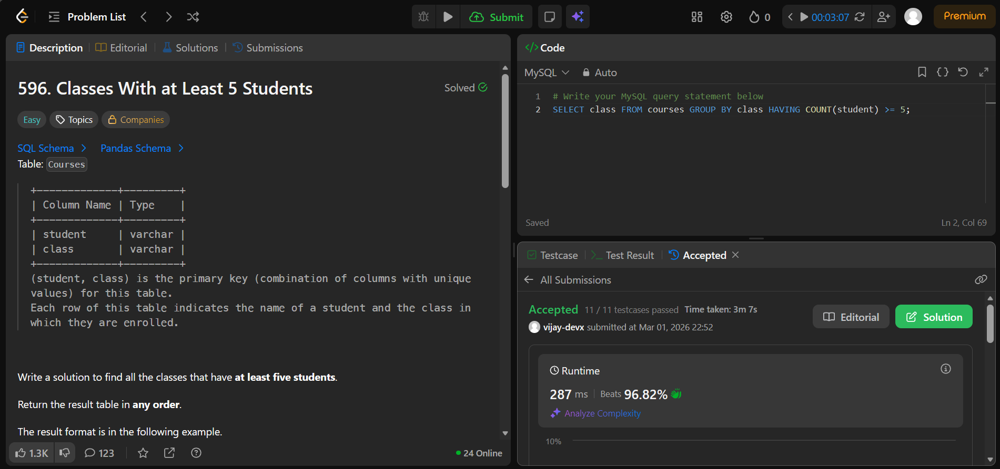 Problem List
Submit
0
00:03:07
Premium
Description
Editorial
Solutions
Submissions
596. Classes With at Least 5 Students
Solved
Easy
Topics
Companies
SQL Schema
Pandas Schema
Table: Courses
+-------------+---------+
| Column Name | Type    |
+-------------+---------+
| student     | varchar |
| class       | varchar |
+-------------+---------+
(student, class) is the primary key (combination of columns with unique
values) for this table.
Each row of this table indicates the name of a student and the class in
which they are enrolled.
Write a solution to find all the classes that have at least five students.
Return the result table in any order.
The result format is in the following example.
1.3K
123
24 Online
</> Code
MySQL
Auto
1 # Write your MySQL query statement below
2 SELECT class FROM courses GROUP BY class HAVING COUNT(student) >= 5;
Saved
Ln 2, Col 69
Testcase
Test Result
Accepted
All Submissions
Accepted 11 / 11 testcases passed Time taken: 3m 7s
vijay-devx submitted at Mar 01, 2026 22:52
Editorial
Solution
Runtime
287 ms
Beats 96.82%
Analyze Complexity
10%